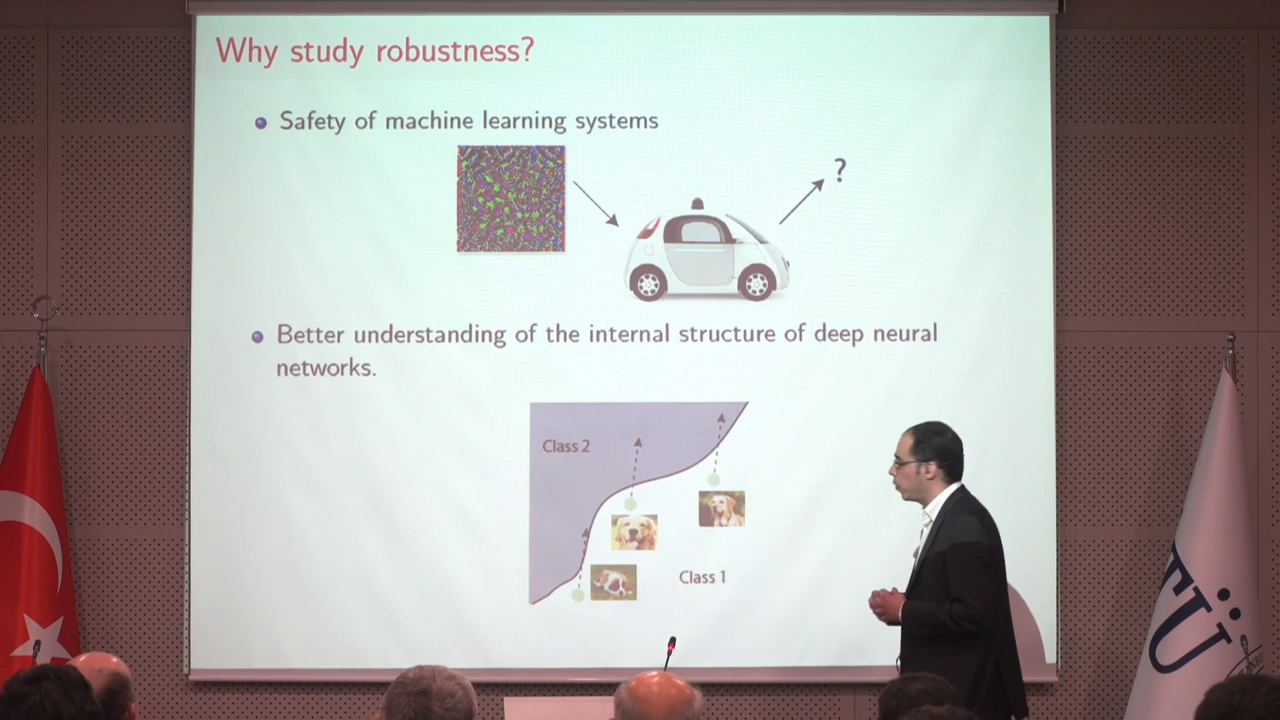 Why study robustness?
Safety of machine learning systems
?
Better understanding of the internal structure of deep neural
networks.
Class 2
Class 1
TÜ